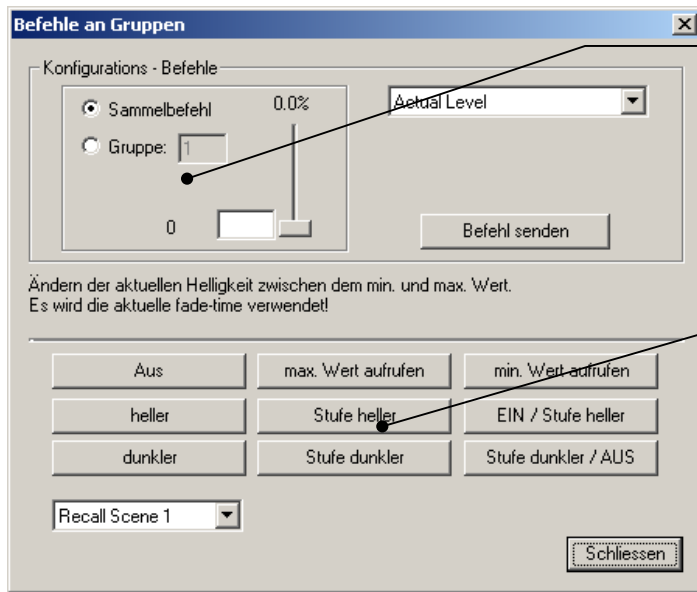 Befehle an Gruppen
Konfigurations - Befehle
Sammelbefehl
0.0%
Actual Level
Gruppe:
1
0
Befehl senden
Ändern der aktuellen Helligkeit zwischen dem min. und max. Wert.
Es wird die aktuelle fade-time verwendet!
Aus
max. Wert aufrufen
min. Wert aufrufen
heller
Stufe heller
EIN / Stufe heller
dunkler
Stufe dunkler
Stufe dunkler / AUS
Recall Scene 1
Schliessen